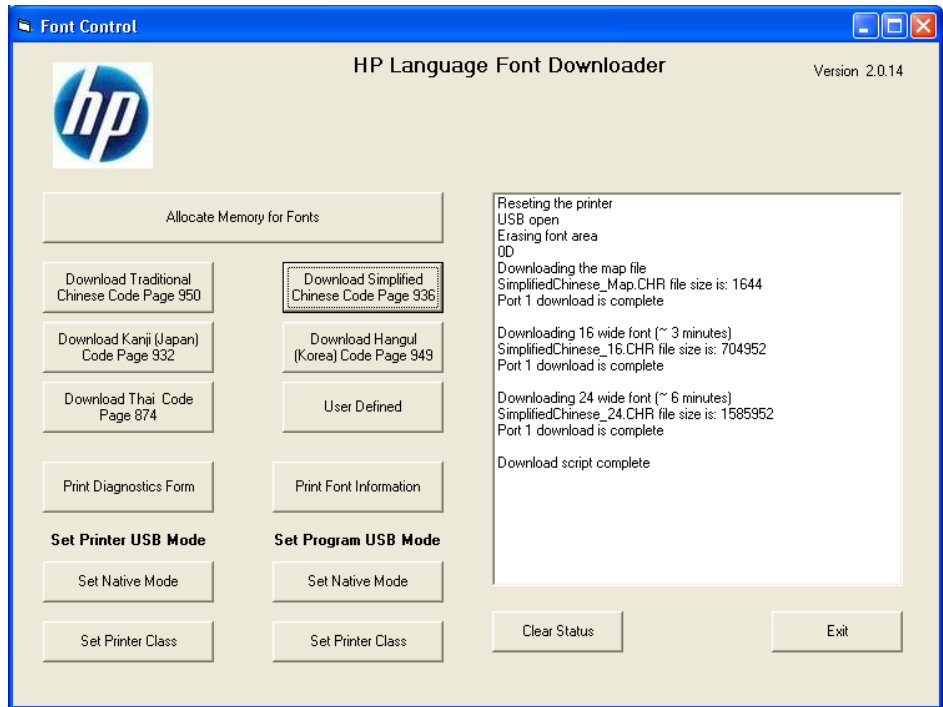 Font Control
hp
HP Language Font Downloader
Version 2.0.14
Allocate Memory for Fonts
Download Traditional
Chinese Code Page 950
Download Simplified
Chinese Code Page 936
Download Kanji (Japan)
Code Page 932
Download Hangul
(Korea) Code Page 949
Download Thai Code
Page 874
User Defined
Print Diagnostics Form
Print Font Information
Set Printer USB Mode
Set Program USB Mode
Set Native Mode
Set Native Mode
Set Printer Class
Set Printer Class
Reseting the printer
USB open
Erasing font area
0D
Downloading the map file
SimplifiedChinese_Map.CHR file size is: 1644
Port 1 download is complete
Downloading 16 wide font (~ 3 minutes)
SimplifiedChinese_16.CHR file size is: 704952
Port 1 download is complete
Downloading 24 wide font (~ 6 minutes)
SimplifiedChinese_24.CHR file size is: 1585952
Port 1 download is complete
Download script complete
Clear Status
Exit